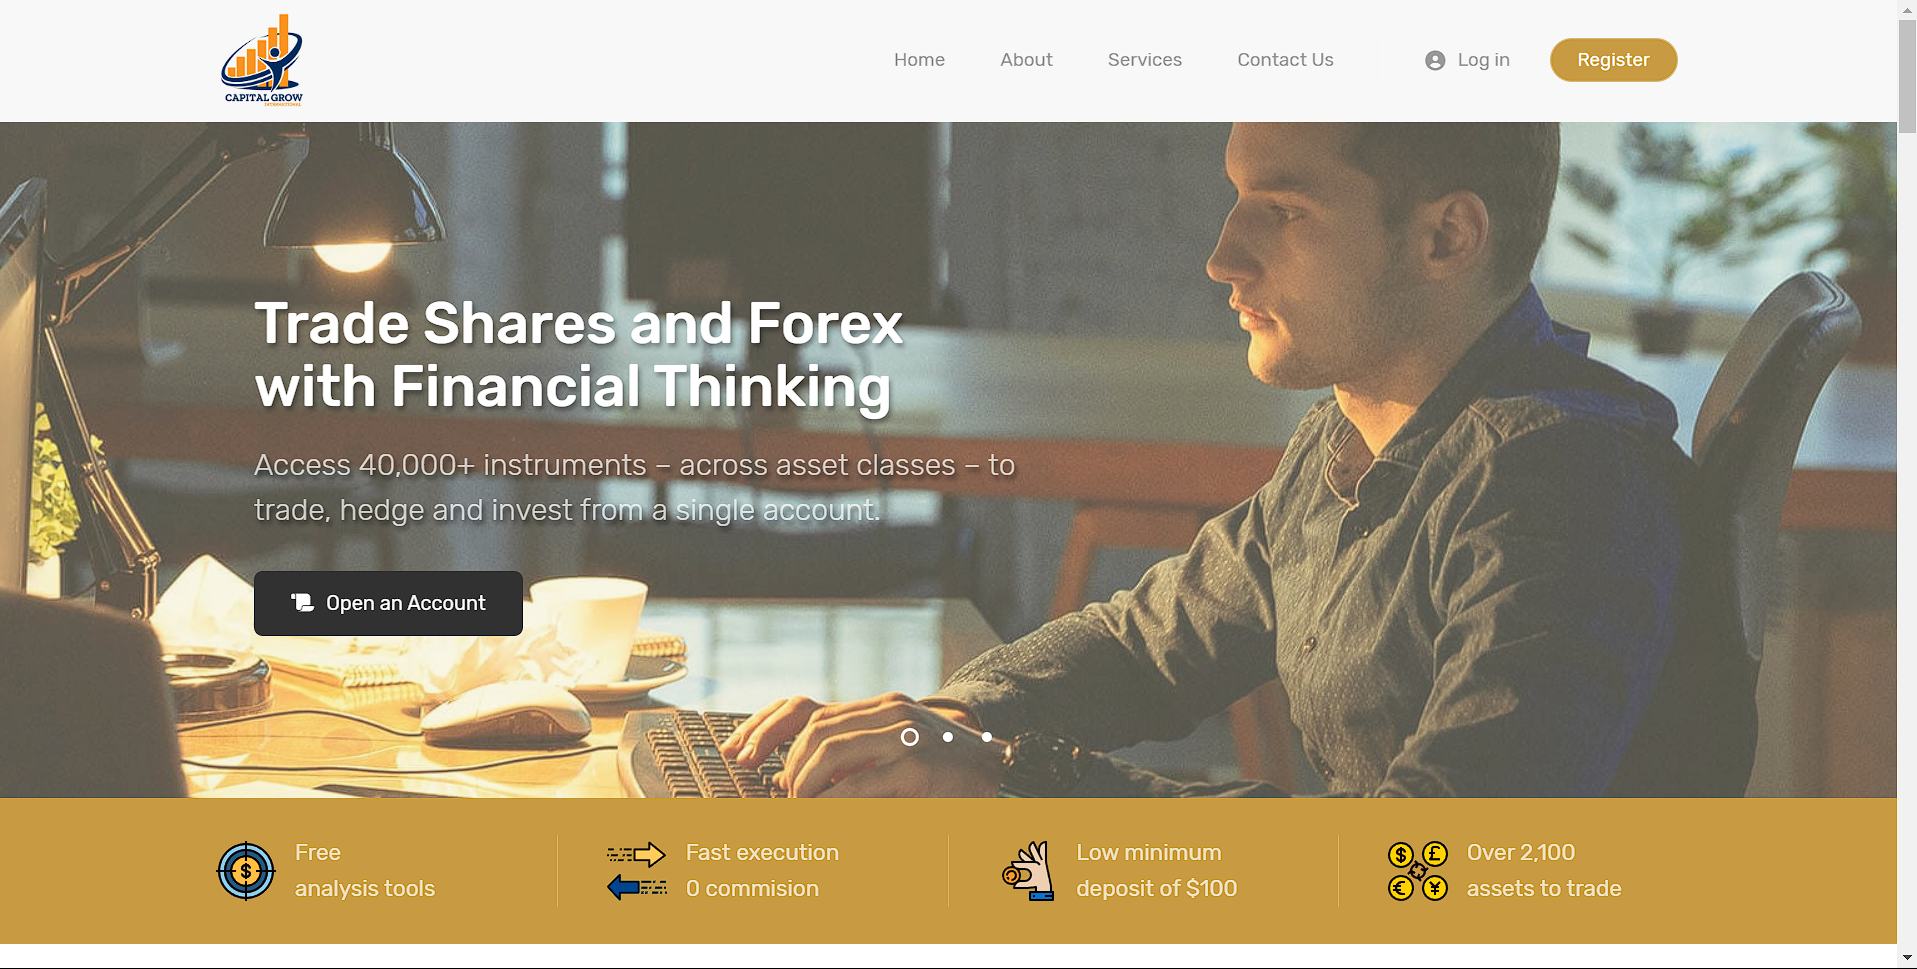 CAPITAL GROW
INTERNATIONAL
Home
About
Services
Contact Us
Log in
Register
Trade Shares and Forex
with Financial Thinking
Access 40,000+ instruments – across asset classes – to
trade, hedge and invest from a single account.
Open an Account
Free
analysis tools
Fast execution
0 commision
Low minimum
deposit of $100
Over 2,100
assets to trade